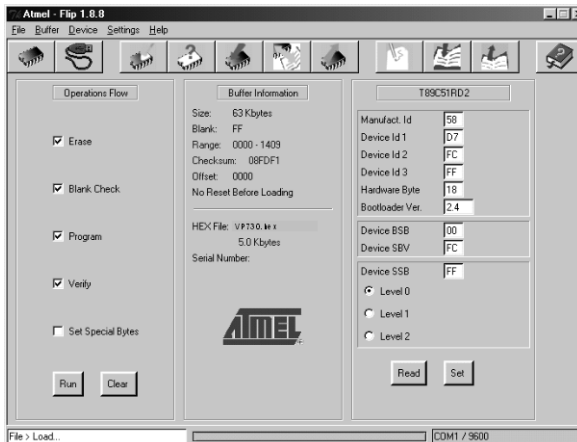 Atmel - Flip 1.8.8
File Buffer Device Settings Help
Operations Flow
Erase
Blank Check
Program
Verify
Set Special Bytes
Run Clear
Buffer Information
Size: 63 Kbytes
Blank: FF
Range: 0000 - 1409
Checksum: 08FDF1
Offset: 0000
No Reset Before Loading
HEX File: VP730.hex
5.0 Kbytes
Serial Number:
ATMEL
T89C51RD2
Manufact. Id 58
Device Id 1 D7
Device Id 2 FC
Device Id 3 FF
Hardware Byte 18
Bootloader Ver. 2.4
Device BSB 00
Device SBV FC
Device SSB FF
Level 0
Level 1
Level 2
Read Set
File > Load...
COM1 / 9600